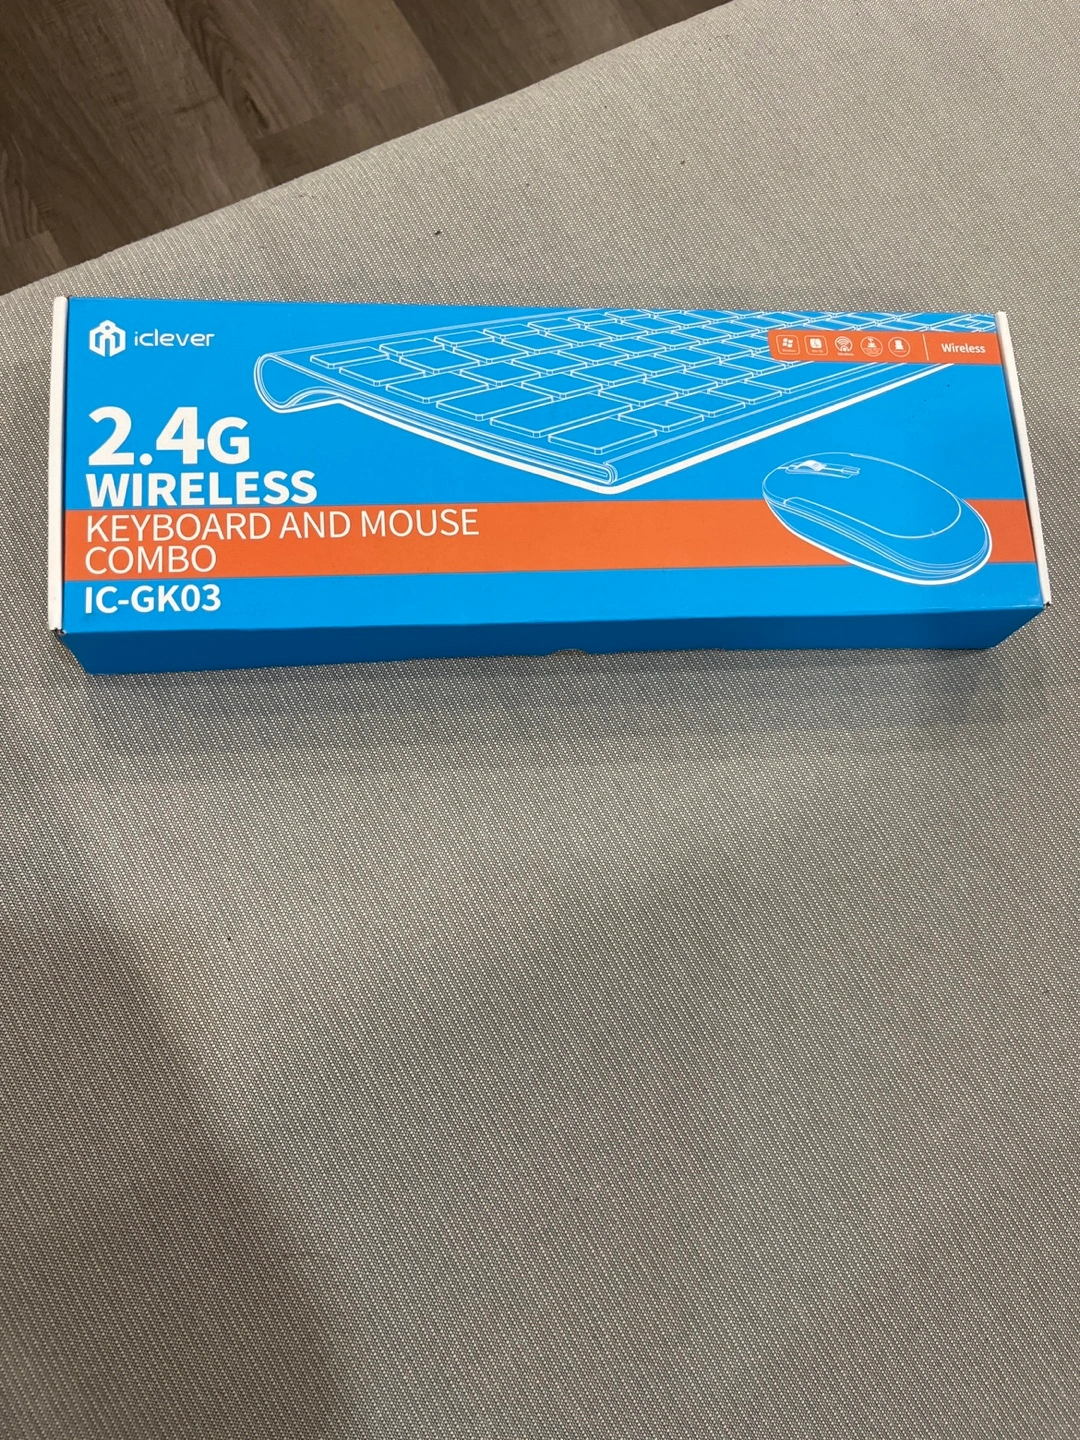 iclever
Wireless
2.4G
WIRELESS
KEYBOARD AND MOUSE
COMBO
IC-GK03